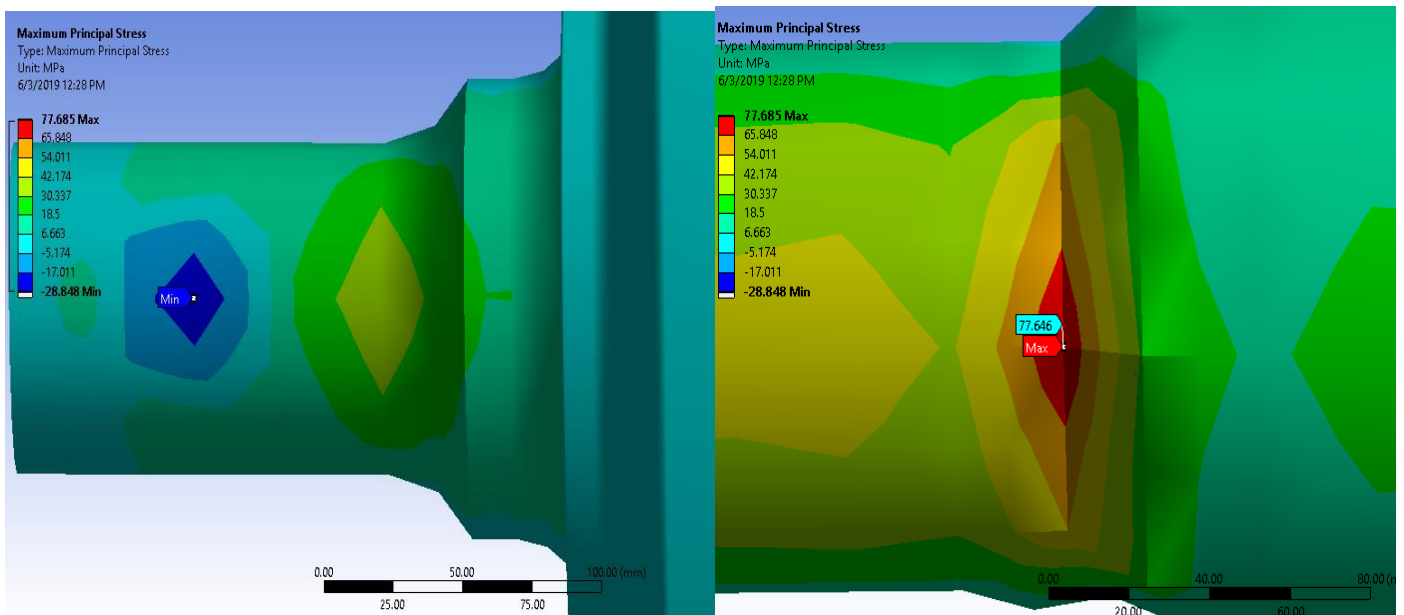 Maximum Principal Stress
Type: Maximum Principal Stress
Unit: MPa
6/3/2019 12:28 PM
77.685 Max
65.848
54.011
42.174
30.337
18.5
6.663
-5.174
-17.011
-28.848 Min
Min
0.00 50.00 100.00 (mm)
25.00 75.00
Maximum Principal Stress
Type: Maximum Principal Stress
Unit: MPa
6/3/2019 12:28 PM
77.685 Max
65.848
54.011
42.174
30.337
18.5
6.663
-5.174
-17.011
-28.848 Min
77.646
Max
0.00 40.00 80.00 (
20.00 60.00